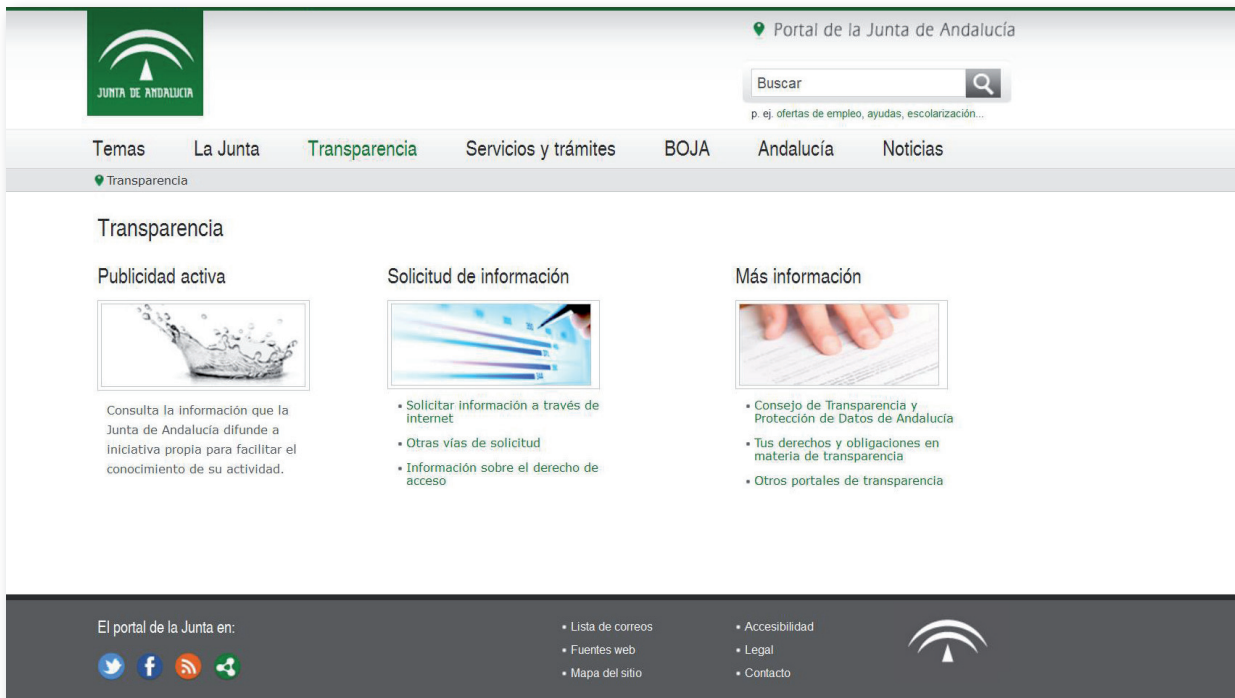 Portal de la Junta de Andalucía
JUNTA DE ANDALUCIA
Buscar
p. ej. ofertas de empleo, ayudas, escolarización...
Temas La Junta Transparencia Servicios y trámites BOJA Andalucía Noticias
Transparencia
Transparencia
Publicidad activa
Consulta la información que la
Junta de Andalucía difunde a
iniciativa propia para facilitar el
conocimiento de su actividad.
Solicitud de información
Solicitar información a través de
internet
Otras vías de solicitud
Información sobre el derecho de
acceso
Más información
Consejo de Transparencia y
Protección de Datos de Andalucía
Tus derechos y obligaciones en
materia de transparencia
Otros portales de transparencia
El portal de la Junta en:
Lista de correos
Fuentes web
Mapa del sitio
Accesibilidad
Legal
Contacto